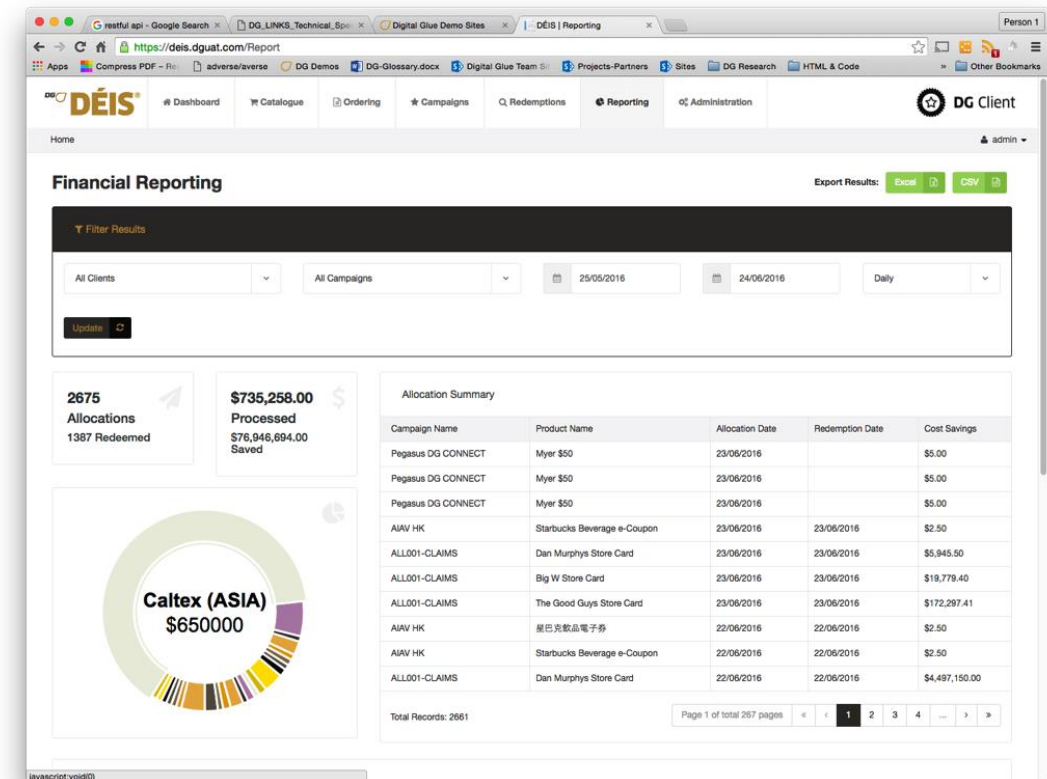 restful api - Google Search
DG_LINKS_Technical_Spe
Digital Glue Demo Sites
DÉIS | Reporting
Person 1
https://deis.dguat.com/Report
Apps
Compress PDF – Re
adverse/averse
DG Demos
DG-Glossary.docx
Digital Glue Team Si
Projects-Partners
Sites
DG Research
HTML & Code
»
Other Bookmarks
DG DÉIS®
Dashboard
Catalogue
Ordering
Campaigns
Redemptions
Reporting
Administration
DG Client
Home
admin
Financial Reporting
Export Results:
Excel
CSV
Filter Results
All Clients
All Campaigns
25/05/2016
24/06/2016
Daily
Update
2675
Allocations
1387 Redeemed
$735,258.00
Processed
$76,946,694.00
Saved
Caltex (ASIA)
$650000
Allocation Summary
Campaign Name Product Name Allocation Date Redemption Date Cost Savings
Pegasus DG CONNECT Myer $50 23/06/2016 $5.00
Pegasus DG CONNECT Myer $50 23/06/2016 $5.00
Pegasus DG CONNECT Myer $50 23/06/2016 $5.00
AIAV HK Starbucks Beverage e-Coupon 23/06/2016 23/06/2016 $2.50
ALL001-CLAIMS Dan Murphys Store Card 23/06/2016 23/06/2016 $5,945.50
ALL001-CLAIMS Big W Store Card 23/06/2016 23/06/2016 $19,779.40
ALL001-CLAIMS The Good Guys Store Card 23/06/2016 23/06/2016 $172,297.41
AIAV HK 星巴克飲品電子券 22/06/2016 22/06/2016 $2.50
AIAV HK Starbucks Beverage e-Coupon 22/06/2016 22/06/2016 $2.50
ALL001-CLAIMS Dan Murphys Store Card 22/06/2016 22/06/2016 $4,497,150.00
Total Records: 2661
Page 1 of total 267 pages « ‹ 1 2 3 4 ... › »
javascript:void(0)